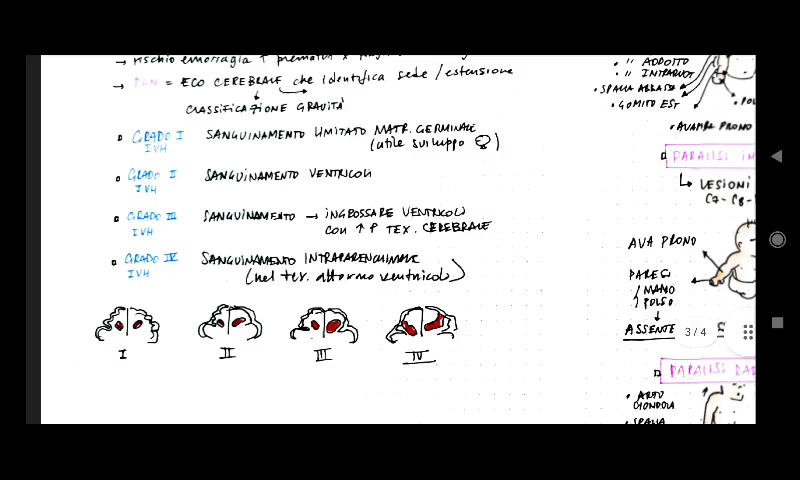 → rischio emorragia ↑ prematur x
→ DGN = ECO CEREBRALE che identifica sede / estensione
CLASSIFICAZIONE GRAVITÀ
GRADO I IVH SANGUINAMENTO LIMITATO MATR. GERMINALE
(utile sviluppo
GRADO II IVH SANGUINAMENTO VENTRICOLI
GRADO III IVH SANGUINAMENTO → INGROSSARE VENTRICOLI
CON ↑ P TEX. CEREBRALE
GRADO IV IVH SANGUINAMENTO INTRAPARENCHIMALE
(nel tex. attorno ventricolo)
I II III IV
• " ADDOTTO
• " INTRARUOT
• SPALLA
• GOMITO EST
• AVAMB. PRONO
PARALISI
LESIONI
C7 - C8 -
AVA PRONO
PARESI
MANO
POLSO
ASSENTE
3 / 4
PARALISI
• ARTO
CIONDOLA
• SPALLA